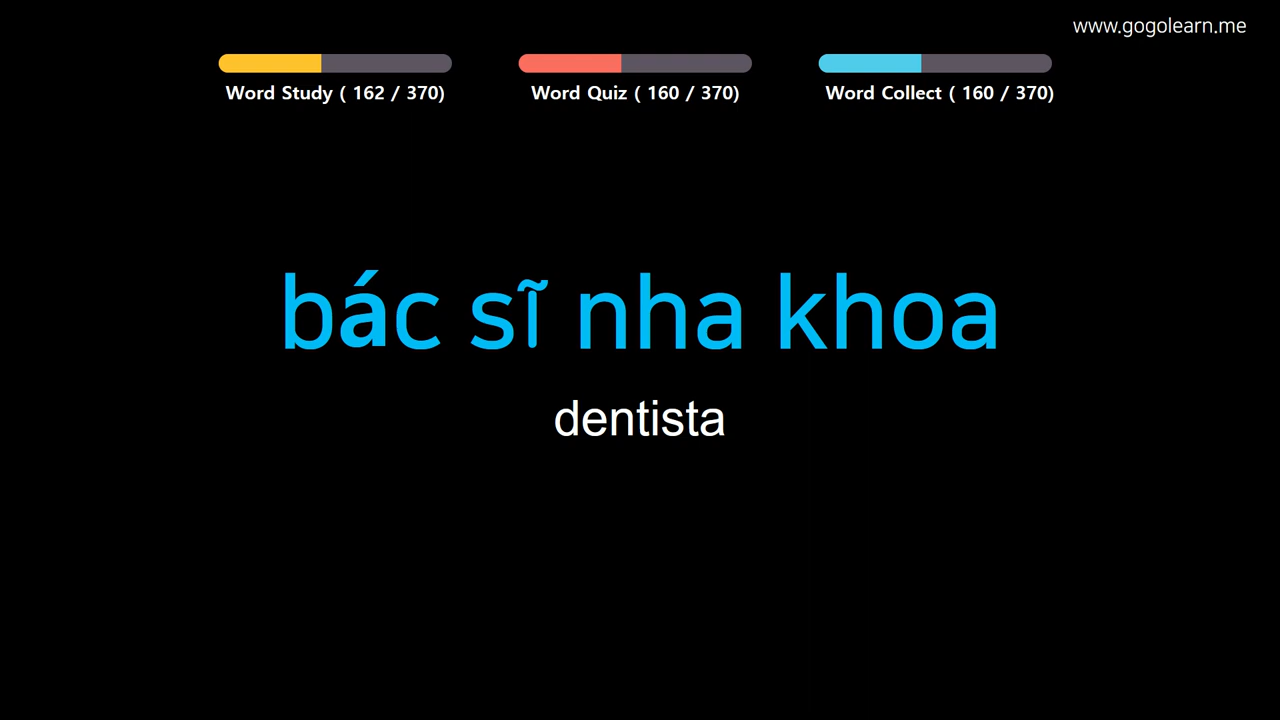 www.gogolearn.me
Word Study ( 162 / 370)
Word Quiz ( 160 / 370)
Word Collect ( 160 / 370)
bác sĩ nha khoa
dentista